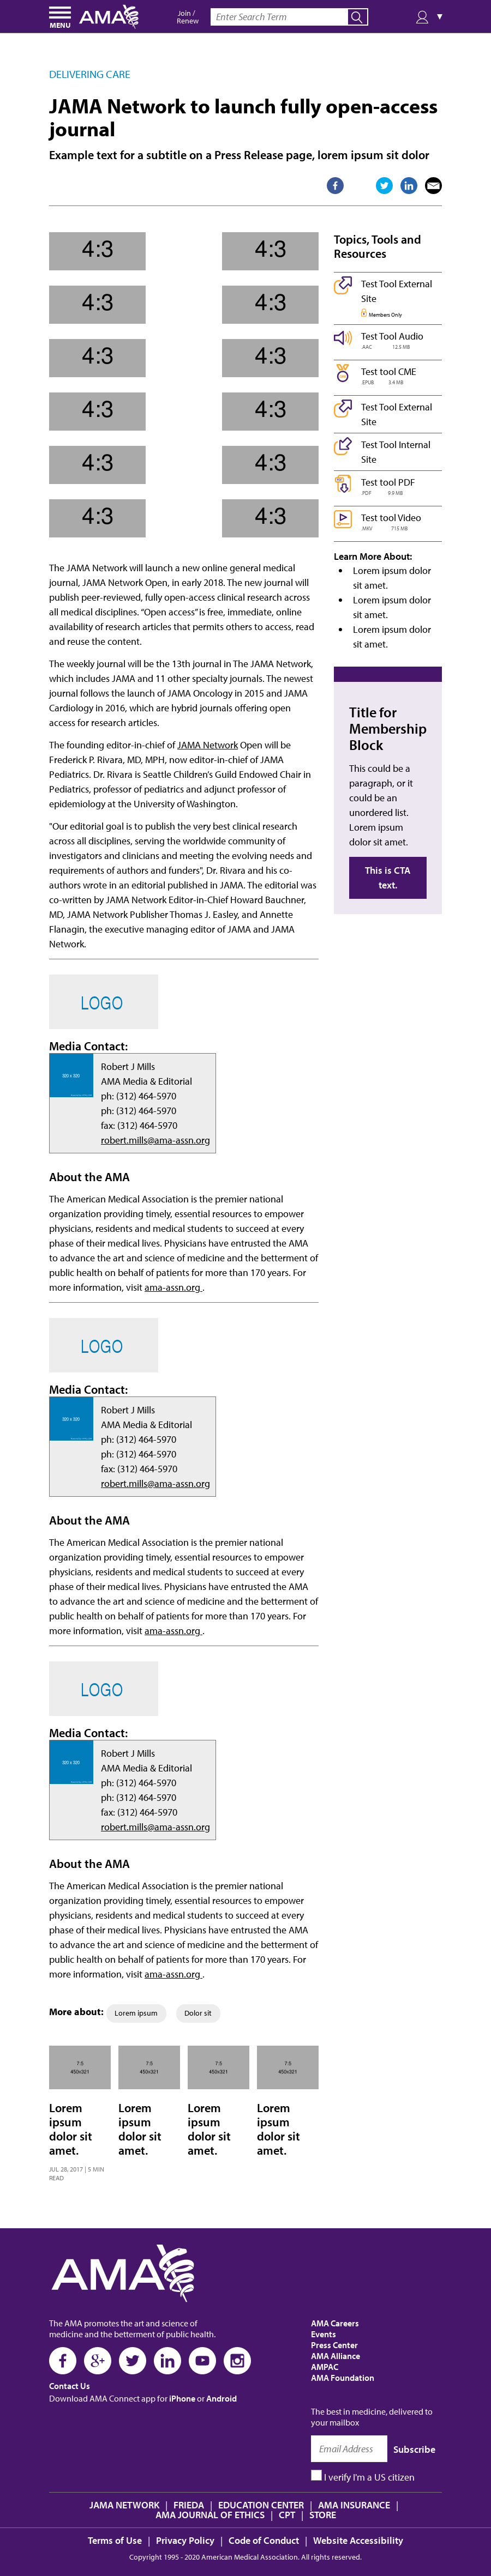 MENU
AMA
Join /
Renew
Enter Search Term
DELIVERING CARE
JAMA Network to launch fully open-access
journal
Example text for a subtitle on a Press Release page, lorem ipsum sit dolor
4:3 4:3
4:3 4:3
4:3 4:3
4:3 4:3
4:3 4:3
4:3 4:3
The JAMA Network will launch a new online general medical
journal, JAMA Network Open, in early 2018. The new journal will
publish peer-reviewed, fully open-access clinical research across
all medical disciplines. “Open access” is free, immediate, online
availability of research articles that permits others to access, read
and reuse the content.
The weekly journal will be the 13th journal in The JAMA Network,
which includes JAMA and 11 other specialty journals. The newest
journal follows the launch of JAMA Oncology in 2015 and JAMA
Cardiology in 2016, which are hybrid journals offering open
access for research articles.
The founding editor-in-chief of JAMA Network Open will be
Frederick P. Rivara, MD, MPH, now editor-in-chief of JAMA
Pediatrics. Dr. Rivara is Seattle Children’s Guild Endowed Chair in
Pediatrics, professor of pediatrics and adjunct professor of
epidemiology at the University of Washington.
"Our editorial goal is to publish the very best clinical research
across all disciplines, serving the worldwide community of
investigators and clinicians and meeting the evolving needs and
requirements of authors and funders", Dr. Rivara and his co-
authors wrote in an editorial published in JAMA. The editorial was
co-written by JAMA Network Editor-in-Chief Howard Bauchner,
MD, JAMA Network Publisher Thomas J. Easley, and Annette
Flanagin, the executive managing editor of JAMA and JAMA
Network.
LOGO
Media Contact:
320 x 320
Robert J Mills
AMA Media & Editorial
ph: (312) 464-5970
ph: (312) 464-5970
fax: (312) 464-5970
robert.mills@ama-assn.org
About the AMA
The American Medical Association is the premier national
organization providing timely, essential resources to empower
physicians, residents and medical students to succeed at every
phase of their medical lives. Physicians have entrusted the AMA
to advance the art and science of medicine and the betterment of
public health on behalf of patients for more than 170 years. For
more information, visit ama-assn.org .
LOGO
Media Contact:
320 x 320
Robert J Mills
AMA Media & Editorial
ph: (312) 464-5970
ph: (312) 464-5970
fax: (312) 464-5970
robert.mills@ama-assn.org
About the AMA
The American Medical Association is the premier national
organization providing timely, essential resources to empower
physicians, residents and medical students to succeed at every
phase of their medical lives. Physicians have entrusted the AMA
to advance the art and science of medicine and the betterment of
public health on behalf of patients for more than 170 years. For
more information, visit ama-assn.org .
LOGO
Media Contact:
320 x 320
Robert J Mills
AMA Media & Editorial
ph: (312) 464-5970
ph: (312) 464-5970
fax: (312) 464-5970
robert.mills@ama-assn.org
About the AMA
The American Medical Association is the premier national
organization providing timely, essential resources to empower
physicians, residents and medical students to succeed at every
phase of their medical lives. Physicians have entrusted the AMA
to advance the art and science of medicine and the betterment of
public health on behalf of patients for more than 170 years. For
more information, visit ama-assn.org .
More about: Lorem ipsum Dolor sit
7:5
450x321
Lorem
ipsum
dolor sit
amet.
JUL 28, 2017 | 5 MIN
READ
7:5
450x321
Lorem
ipsum
dolor sit
amet.
7:5
450x321
Lorem
ipsum
dolor sit
amet.
7:5
450x321
Lorem
ipsum
dolor sit
amet.
Topics, Tools and
Resources
Test Tool External
Site
Members Only
Test Tool Audio
.AAC 12.5 MB
Test tool CME
.EPUB 3.4 MB
Test Tool External
Site
Test Tool Internal
Site
Test tool PDF
.PDF 9.9 MB
Test tool Video
.MKV 715 MB
Learn More About:
Lorem ipsum dolor
sit amet.
Lorem ipsum dolor
sit amet.
Lorem ipsum dolor
sit amet.
Title for
Membership
Block
This could be a
paragraph, or it
could be an
unordered list.
Lorem ipsum
dolor sit amet.
This is CTA
text.
AMA
The AMA promotes the art and science of
medicine and the betterment of public health.
Contact Us
Download AMA Connect app for iPhone or Android
AMA Careers
Events
Press Center
AMA Alliance
AMPAC
AMA Foundation
The best in medicine, delivered to
your mailbox
Email Address Subscribe
I verify I'm a US citizen
JAMA NETWORK | FRIEDA | EDUCATION CENTER | AMA INSURANCE |
AMA JOURNAL OF ETHICS | CPT | STORE
Terms of Use | Privacy Policy | Code of Conduct | Website Accessibility
Copyright 1995 - 2020 American Medical Association. All rights reserved.